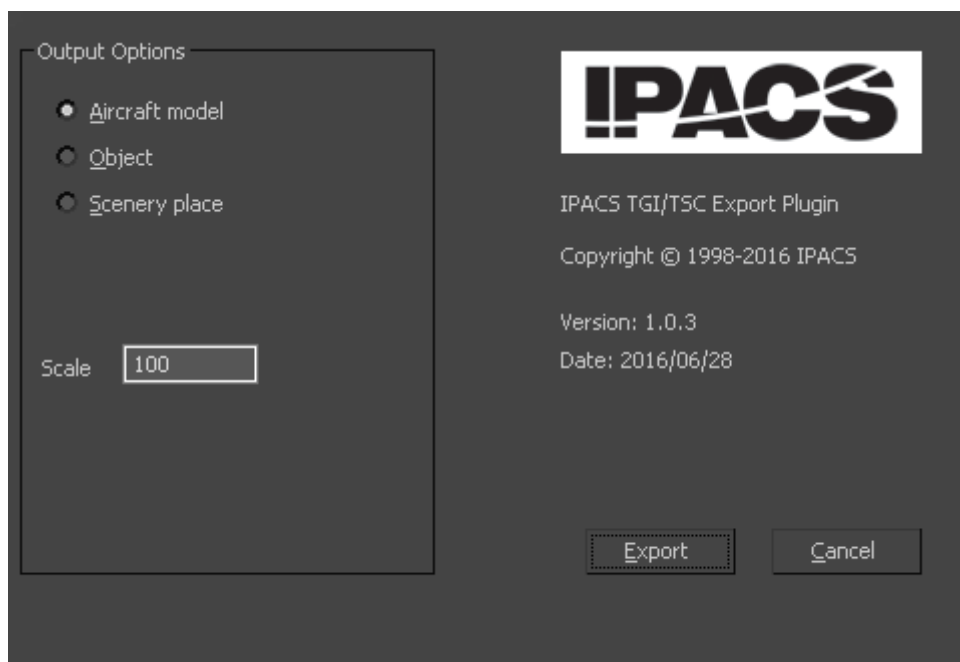 Output Options
Aircraft model
Object
Scenery place
Scale 100
IPACS
IPACS TGI/TSC Export Plugin
Copyright © 1998-2016 IPACS
Version: 1.0.3
Date: 2016/06/28
Export
Cancel